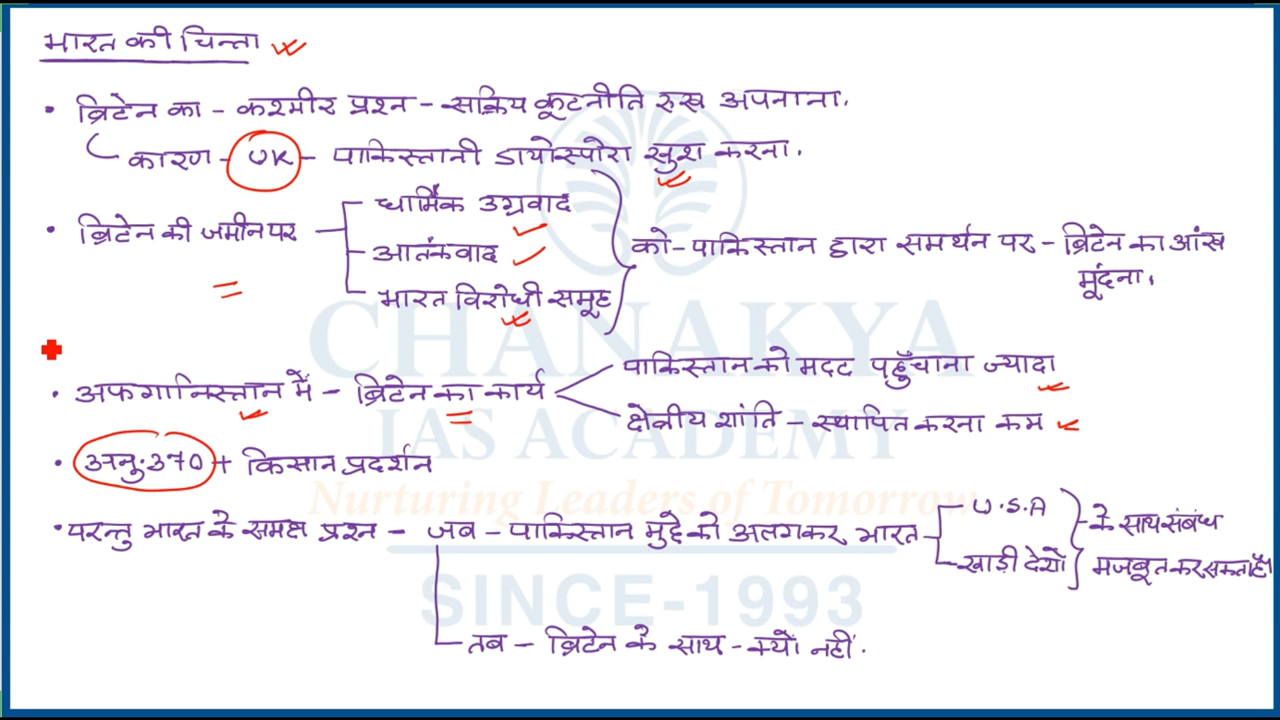 भारत की चिन्ता
• ब्रिटेन का - कश्मीर प्रश्न - सक्रिय कूटनीति रुख अपनाना.
कारण - UK - पाकिस्तानी डायोस्पोरा खुश करना.
• ब्रिटेन की जमीन पर
धार्मिक उग्रवाद
आतंकवाद
भारत विरोधी समूह
को - पाकिस्तान द्वारा समर्थन पर - ब्रिटेन का आंख
मूंदना.
• अफगानिस्तान में - ब्रिटेन का कार्य
पाकिस्तान को मदद पहुँचाना ज्यादा
क्षेत्रीय शांति - स्थापित करना कम
• अनु. 370 + किसान प्रदर्शन
• परन्तु भारत के समक्ष प्रश्न - जब - पाकिस्तान मुद्दे को अलगकर, भारत
U.S.A
खाड़ी देशों
के साथ संबंध
मजबूत कर सकता है।
तब - ब्रिटेन के साथ - क्यों नहीं.
CHANAKYA
IAS ACADEMY
Nurturing Leaders of Tomorrow
SINCE-1993